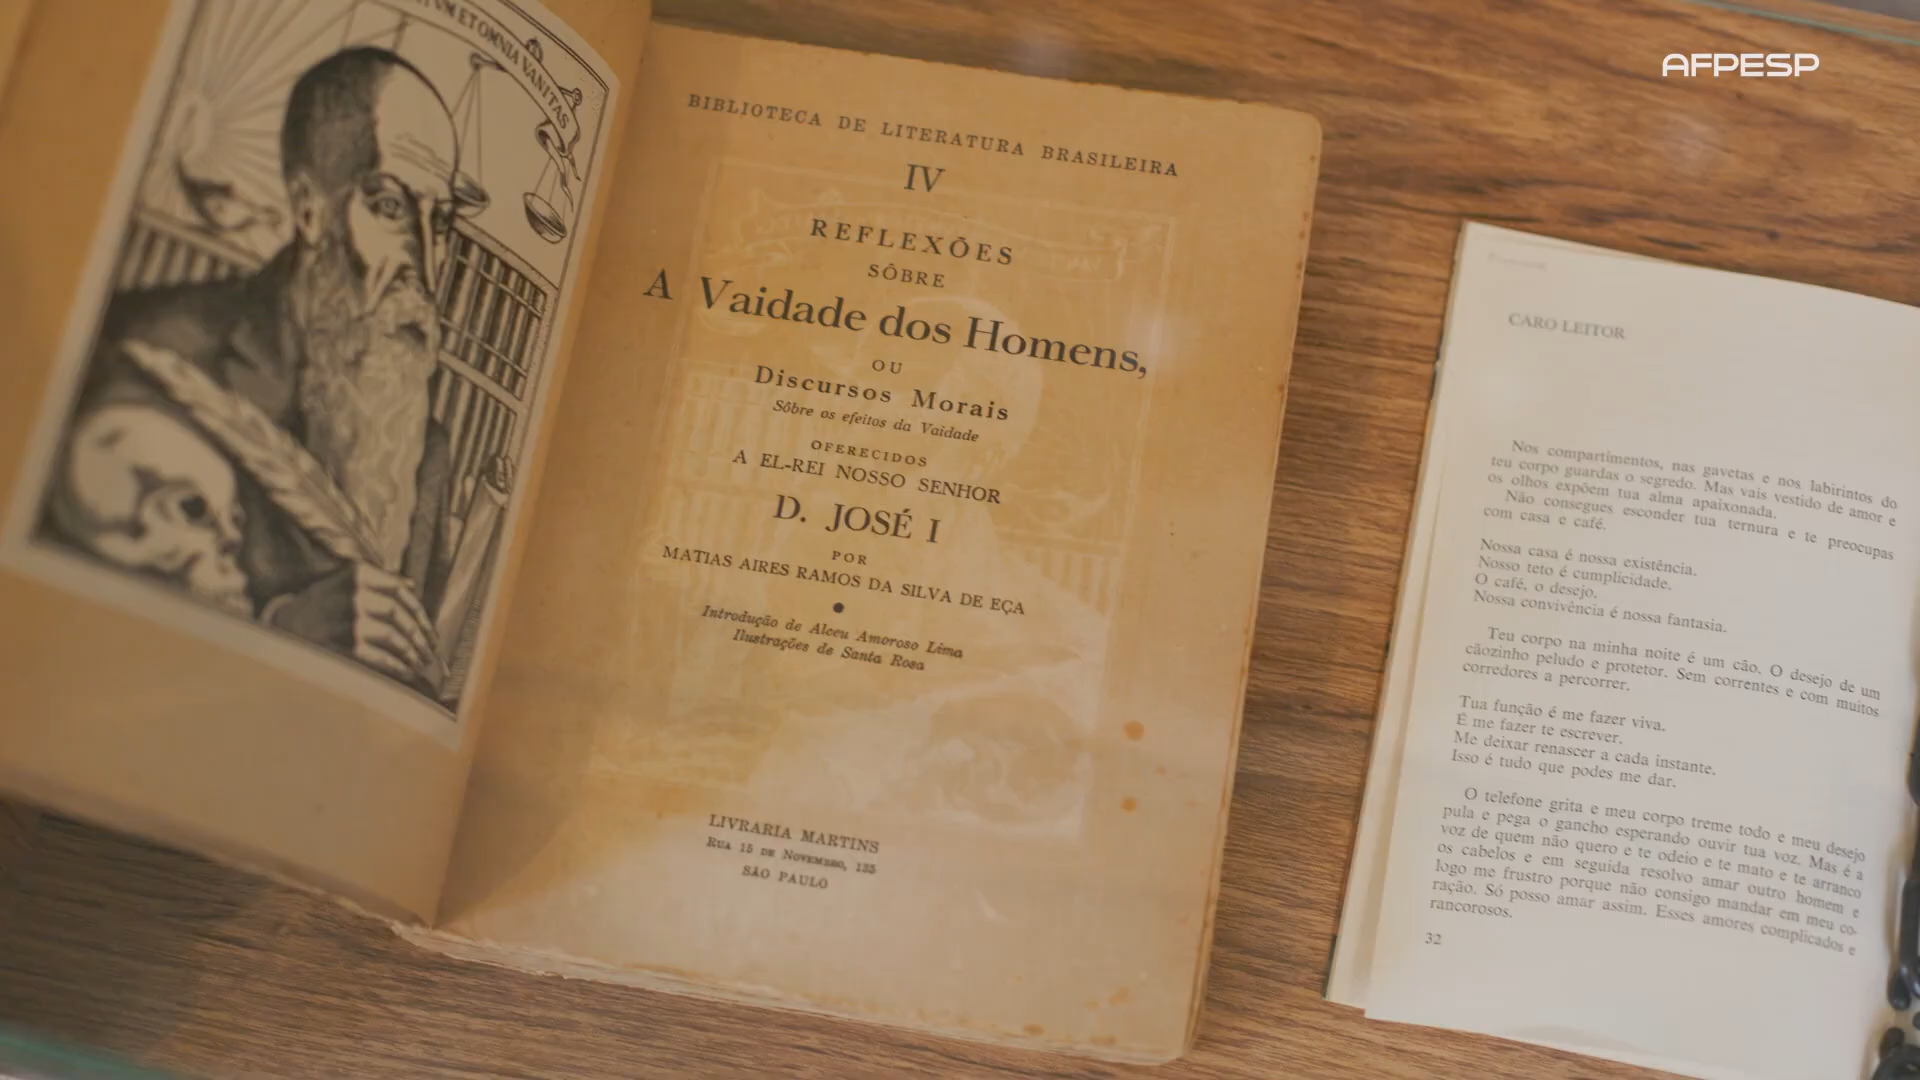 ET OMNIA VANITAS
BIBLIOTECA DE LITERATURA BRASILEIRA
IV
REFLEXÕES
SÔBRE
A Vaidade dos Homens,
OU
Discursos Morais
Sôbre os efeitos da Vaidade
OFERECIDOS
A EL-REI NOSSO SENHOR
D. JOSÉ I
POR
MATIAS AIRES RAMOS DA SILVA DE EÇA
Introdução de Alceu Amoroso Lima
Ilustrações de Santa Rosa
LIVRARIA MARTINS
RUA 15 DE NOVEMBRO, 135
SÃO PAULO
AFPESP
CARO LEITOR
Nos compartimentos, nas gavetas e nos labirintos do
teu corpo guardas o segredo. Mas vais vestido de amor e
os olhos expõem tua alma apaixonada.
Não consegues esconder tua ternura e te preocupas
com casa e café.
Nossa casa é nossa existência.
Nosso teto é cumplicidade.
O café, o desejo.
Nossa convivência é nossa fantasia.
Teu corpo na minha noite é um cão. O desejo de um
cãozinho peludo e protetor. Sem correntes e com muitos
corredores a percorrer.
Tua função é me fazer viva.
É me fazer te escrever.
Me deixar renascer a cada instante.
Isso é tudo que podes me dar.
O telefone grita e meu corpo treme todo e meu desejo
pula e pega o gancho esperando ouvir tua voz. Mas é a
voz de quem não quero e te odeio e te mato e te arranco
os cabelos e em seguida resolvo amar outro homem e
logo me frustro porque não consigo mandar em meu co-
ração. Só posso amar assim. Esses amores complicados e
rancorosos.
32